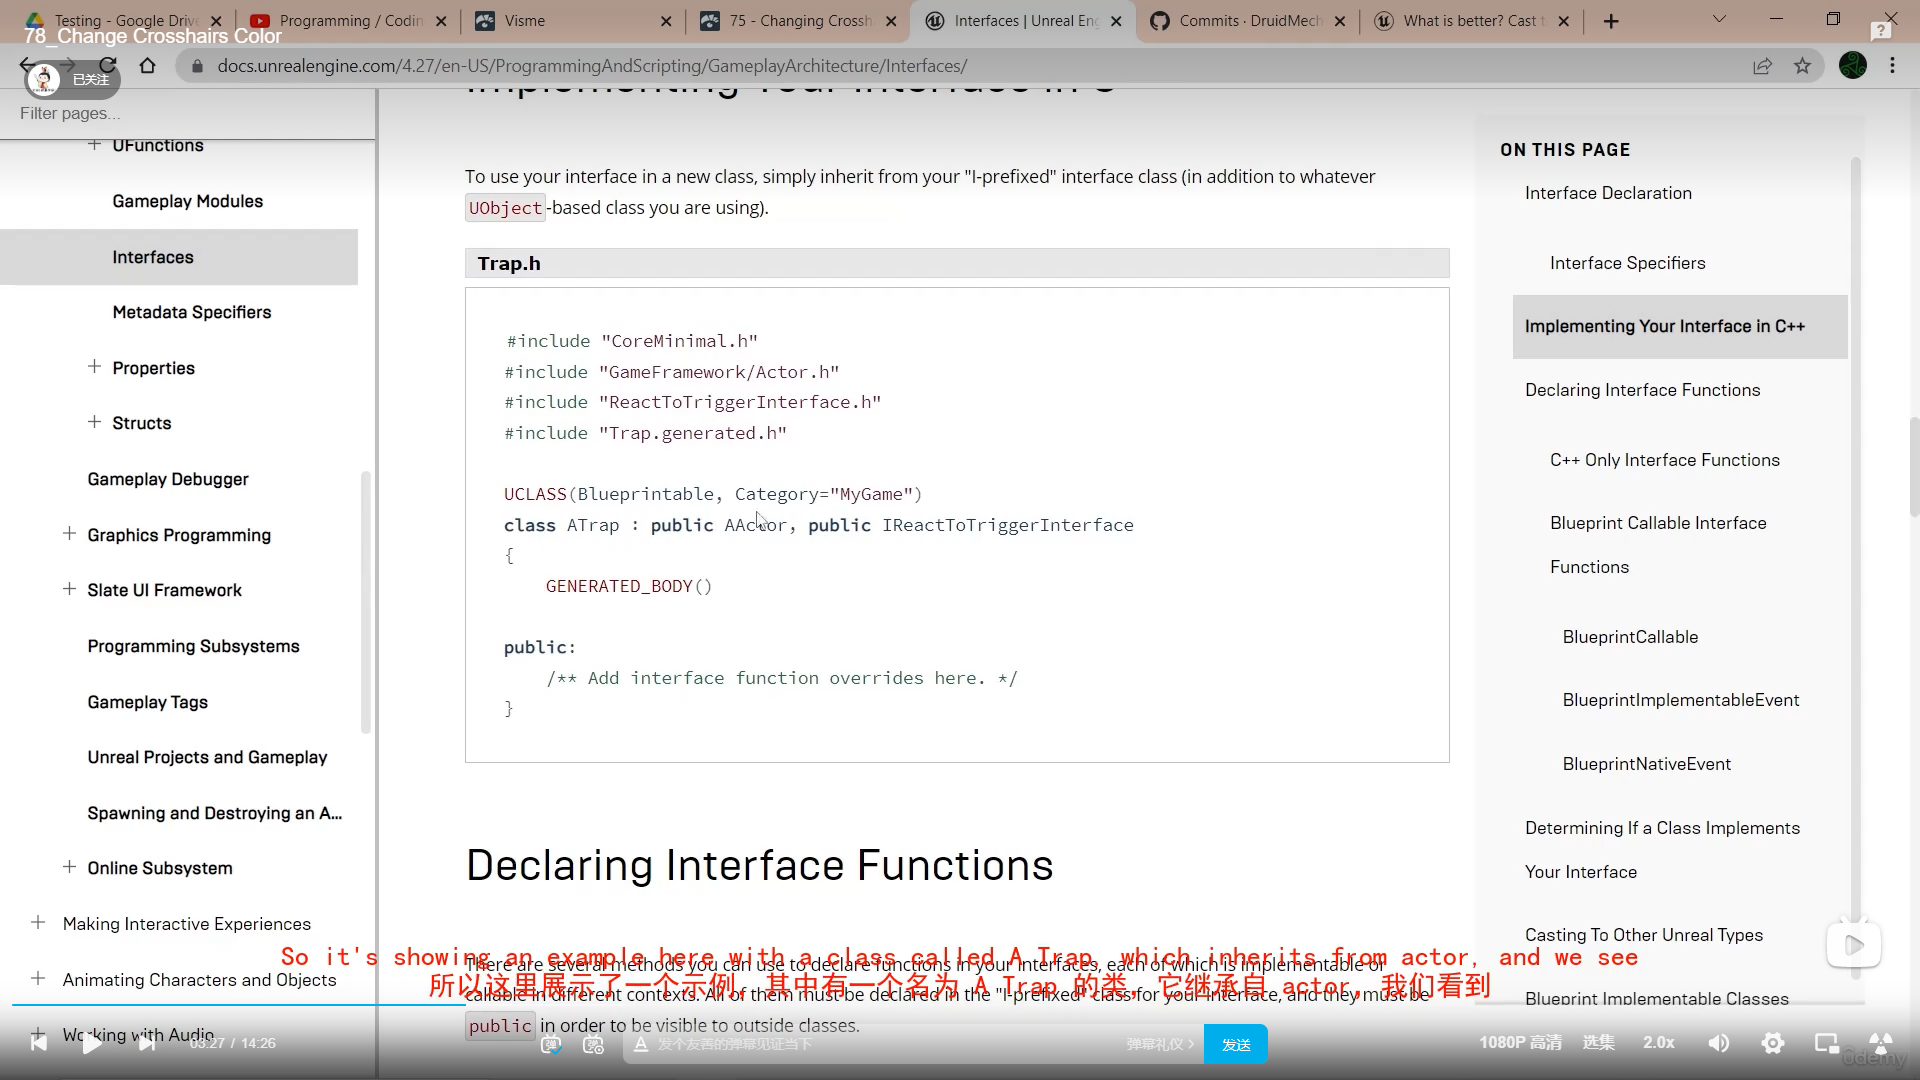 Testing - Google Drive
Programming / Codin
Visme
75 - Changing Crossh
Interfaces | Unreal Eng
Commits · DruidMech
What is better? Cast t
78_Change Crosshairs Color
已关注
docs.unrealengine.com/4.27/en-US/ProgrammingAndScripting/GameplayArchitecture/Interfaces/
Filter pages...
UFunctions
Gameplay Modules
Interfaces
Metadata Specifiers
Properties
Structs
Gameplay Debugger
Graphics Programming
Slate UI Framework
Programming Subsystems
Gameplay Tags
Unreal Projects and Gameplay
Spawning and Destroying an A...
Online Subsystem
Making Interactive Experiences
Animating Characters and Objects
Working with Audio
Implementing Your Interface in C
To use your interface in a new class, simply inherit from your "I-prefixed" interface class (in addition to whatever
UObject-based class you are using).
Trap.h
#include "CoreMinimal.h"
#include "GameFramework/Actor.h"
#include "ReactToTriggerInterface.h"
#include "Trap.generated.h"
UCLASS(Blueprintable, Category="MyGame")
class ATrap : public AActor, public IReactToTriggerInterface
{
GENERATED_BODY()
public:
/** Add interface function overrides here. */
}
Declaring Interface Functions
There are several methods you can use to declare functions in your interfaces, each of which is implementable or
callable in different contexts. All of them must be declared in the "I-prefixed" class for your interface, and they must be
public in order to be visible to outside classes.
So it's showing an example here with a class called A Trap, which inherits from actor, and we see
所以这里展示了一个示例，其中有一个名为 A Trap 的类，它继承自 actor，我们看到
ON THIS PAGE
Interface Declaration
Interface Specifiers
Implementing Your Interface in C++
Declaring Interface Functions
C++ Only Interface Functions
Blueprint Callable Interface
Functions
BlueprintCallable
BlueprintImplementableEvent
BlueprintNativeEvent
Determining If a Class Implements
Your Interface
Casting To Other Unreal Types
Blueprint Implementable Classes
03:27 / 14:26
发个友善的弹幕见证当下
弹幕礼仪 >
发送
1080P 高清
选集
2.0x
ûdemy